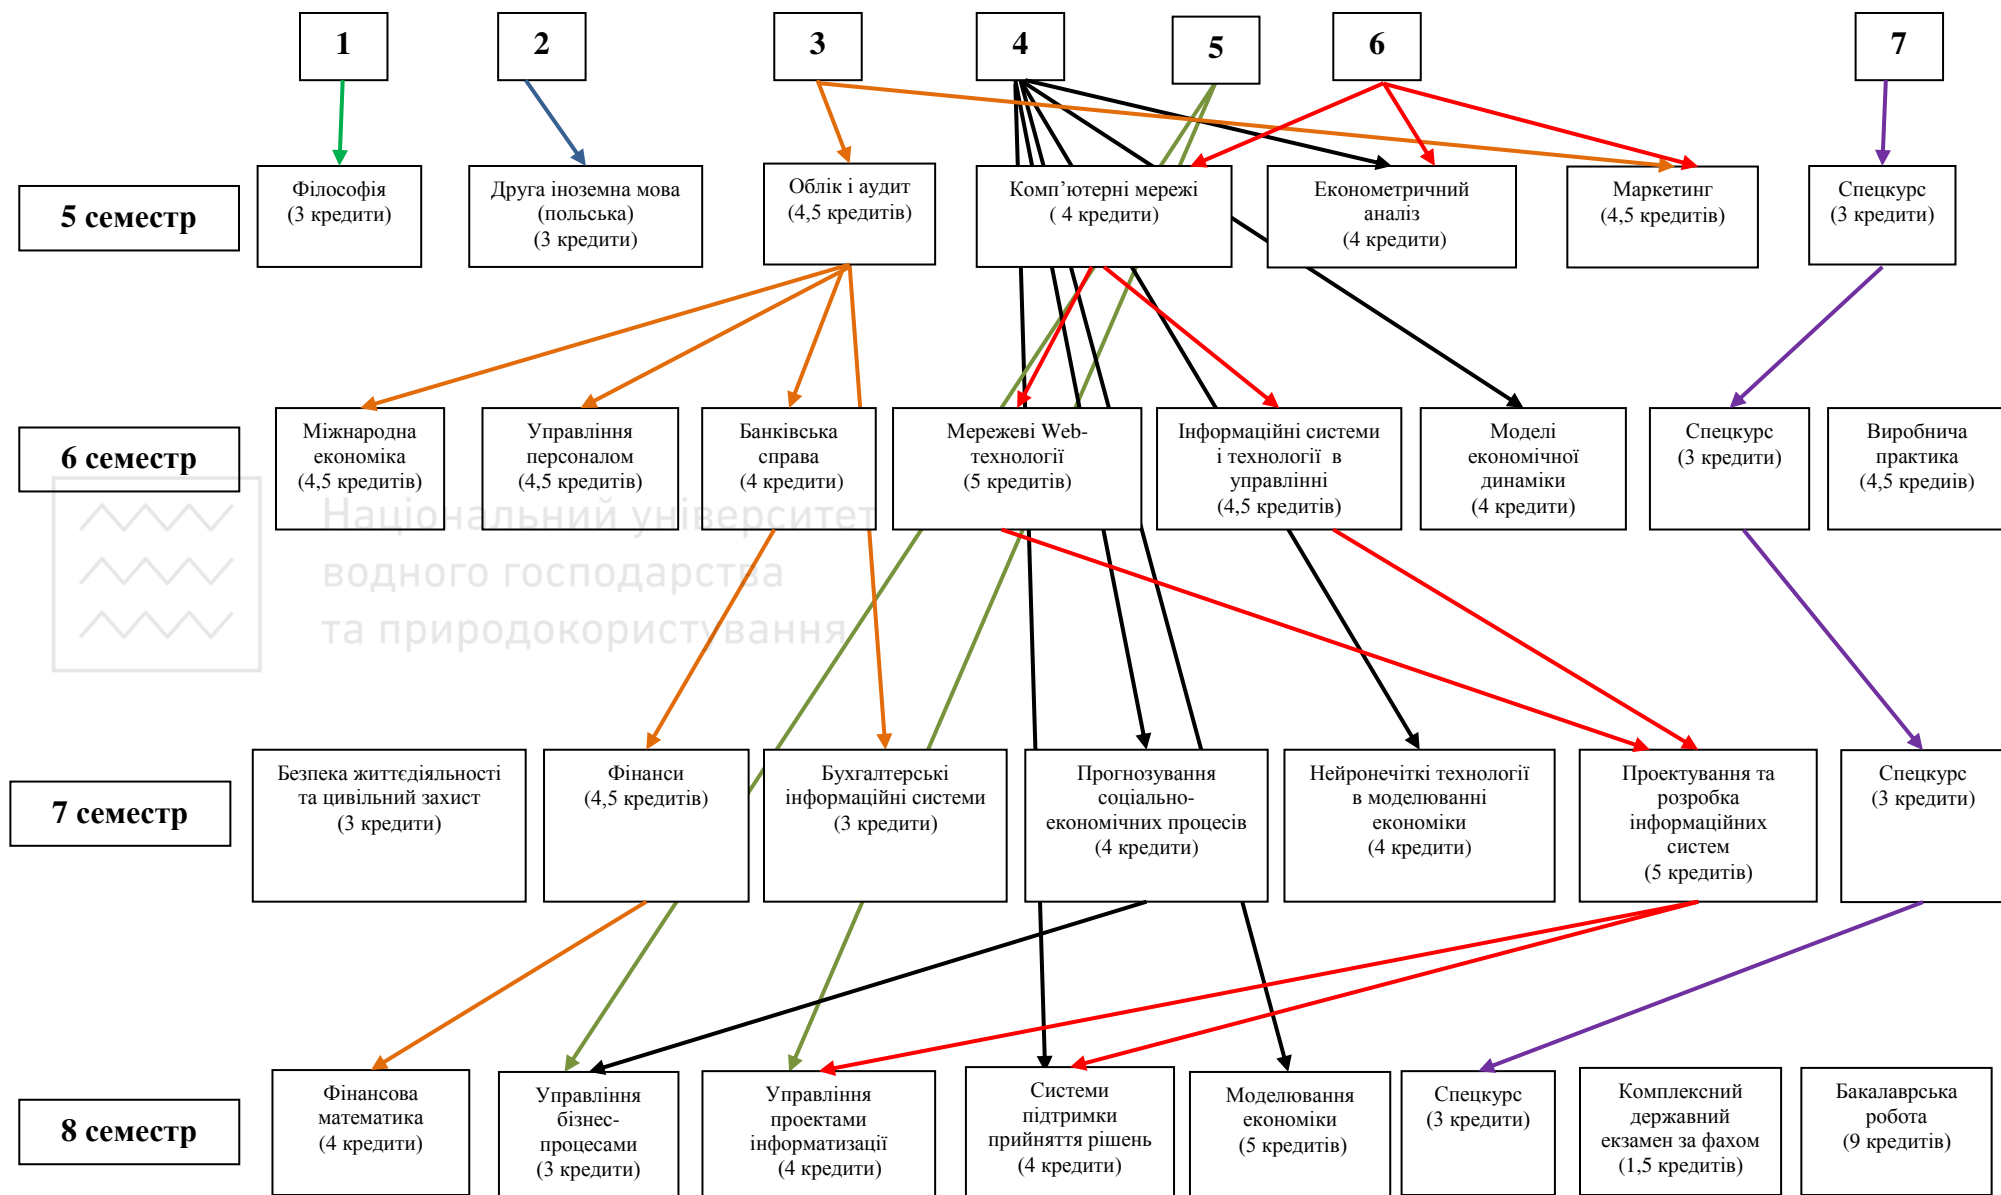 1
2
3
4
5
6
7
5 семестр
Філософія
(3 кредити)
Друга іноземна мова
(польська)
(3 кредити)
Облік і аудит
(4,5 кредитів)
Комп’ютерні мережі
( 4 кредити)
Економетричний
аналіз
(4 кредити)
Маркетинг
(4,5 кредитів)
Спецкурс
(3 кредити)
6 семестр
Міжнародна
економіка
(4,5 кредитів)
Управління
персоналом
(4,5 кредитів)
Банківська
справа
(4 кредити)
Мережеві Web-
технології
(5 кредитів)
Інформаційні системи
і технології в
управлінні
(4,5 кредитів)
Моделі
економічної
динаміки
(4 кредити)
Спецкурс
(3 кредити)
Виробнича
практика
(4,5 кредиів)
Національний університет
водного господарства
та природокористування
7 семестр
Безпека життєдіяльності
та цивільний захист
(3 кредити)
Фінанси
(4,5 кредитів)
Бухгалтерські
інформаційні системи
(3 кредити)
Прогнозування
соціально-
економічних процесів
(4 кредити)
Нейронечіткі технології
в моделюванні
економіки
(4 кредити)
Проектування та
розробка
інформаційних
систем
(5 кредитів)
Спецкурс
(3 кредити)
8 семестр
Фінансова
математика
(4 кредити)
Управління
бізнес-
процесами
(3 кредити)
Управління
проектами
інформатизації
(4 кредити)
Системи
підтримки
прийняття рішень
(4 кредити)
Моделювання
економіки
(5 кредитів)
Спецкурс
(3 кредити)
Комплексний
державний
екзамен за фахом
(1,5 кредитів)
Бакалаврська
робота
(9 кредитів)